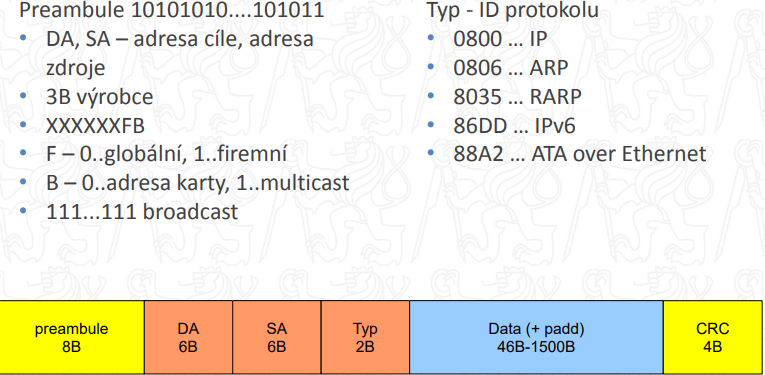 Preambule 10101010....101011
• DA, SA – adresa cíle, adresa
zdroje
• 3B výrobce
• XXXXXXFB
• F – 0..globální, 1..firemní
• B – 0..adresa karty, 1..multicast
• 111...111 broadcast
Typ - ID protokolu
• 0800 ... IP
• 0806 ... ARP
• 8035 ... RARP
• 86DD ... IPv6
• 88A2 ... ATA over Ethernet
preambule DA SA Typ Data (+ padd) CRC
8B 6B 6B 2B 46B-1500B 4B